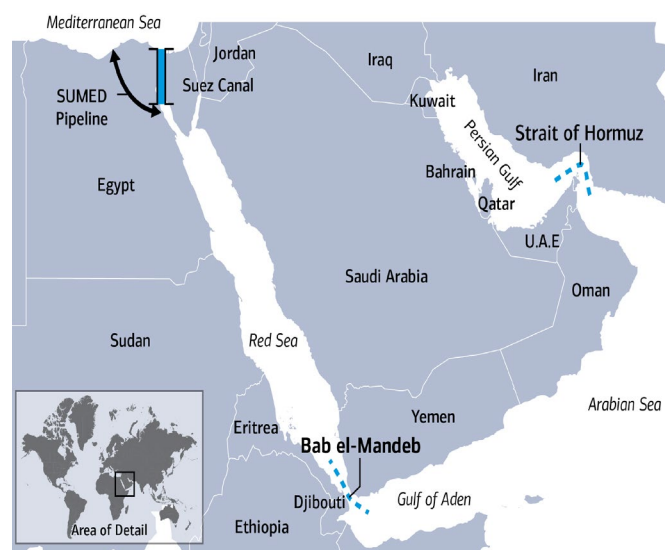 Mediterranean Sea
Jordan
Iraq
Iran
Suez Canal
SUMED
Pipeline
Kuwait
Strait of Hormuz
Persian Gulf
Bahrain
Egypt
Qatar
U.A.E
Saudi Arabia
Oman
Sudan
Red Sea
Arabian Sea
Yemen
Eritrea
Bab el-Mandeb
Djibouti
Gulf of Aden
Ethiopia
Area of Detail